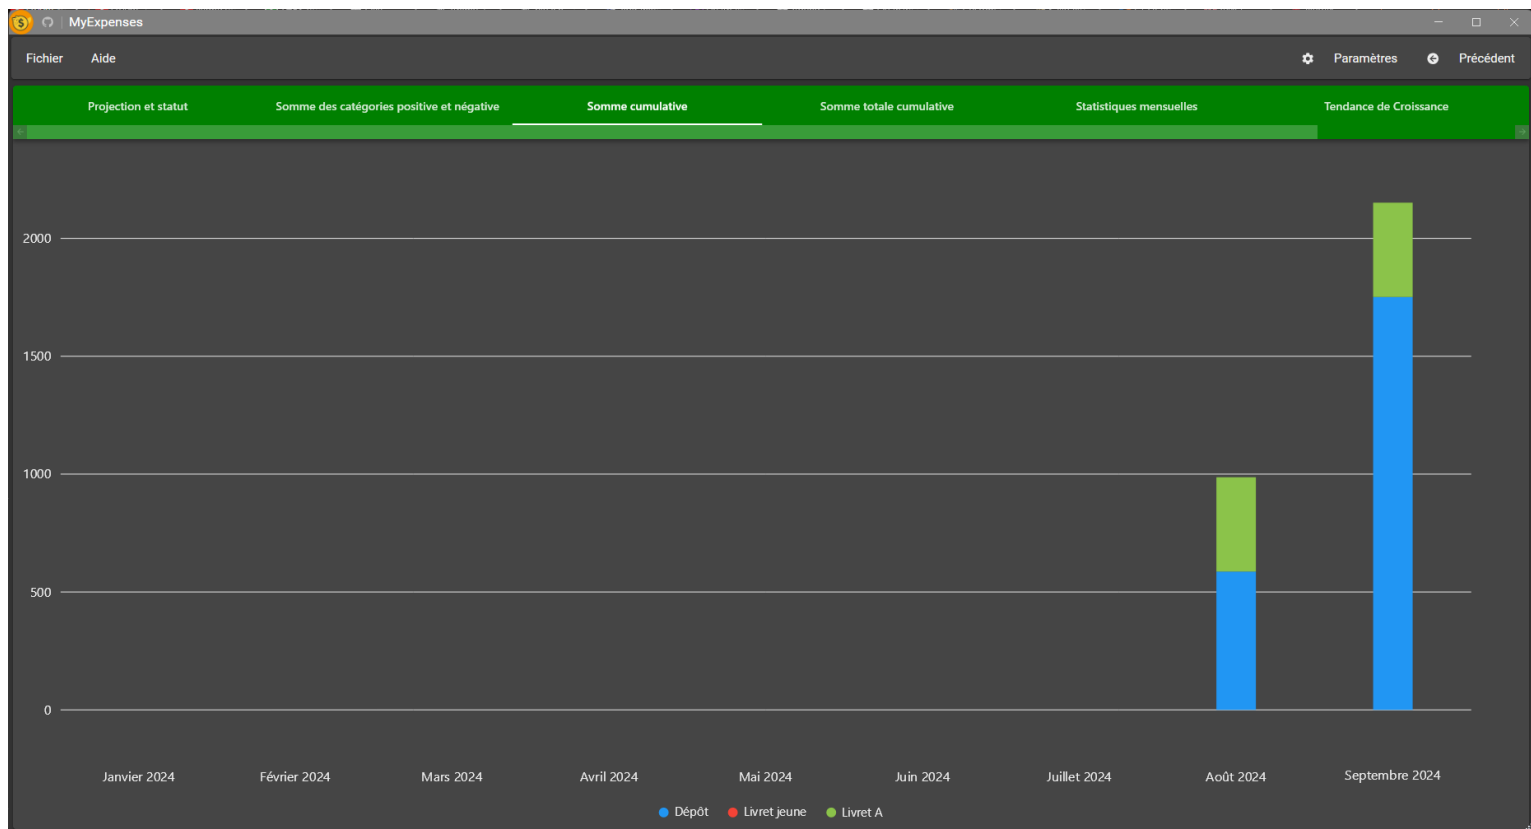 MyExpenses
Fichier Aide Paramètres Précédent
Projection et statut Somme des catégories positive et négative Somme cumulative Somme totale cumulative Statistiques mensuelles Tendance de Croissance
2000
1500
1000
500
0
Janvier 2024 Février 2024 Mars 2024 Avril 2024 Mai 2024 Juin 2024 Juillet 2024 Août 2024 Septembre 2024
Dépôt Livret jeune Livret A